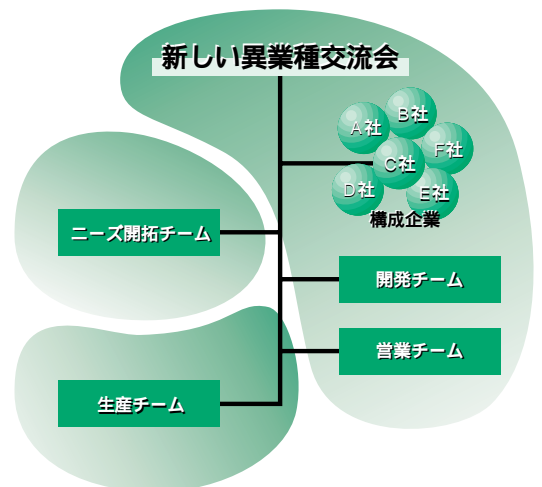 新しい異業種交流会
A社
B社
F社
C社
D社
E社
構成企業
ニーズ開拓チーム
開発チーム
営業チーム
生産チーム